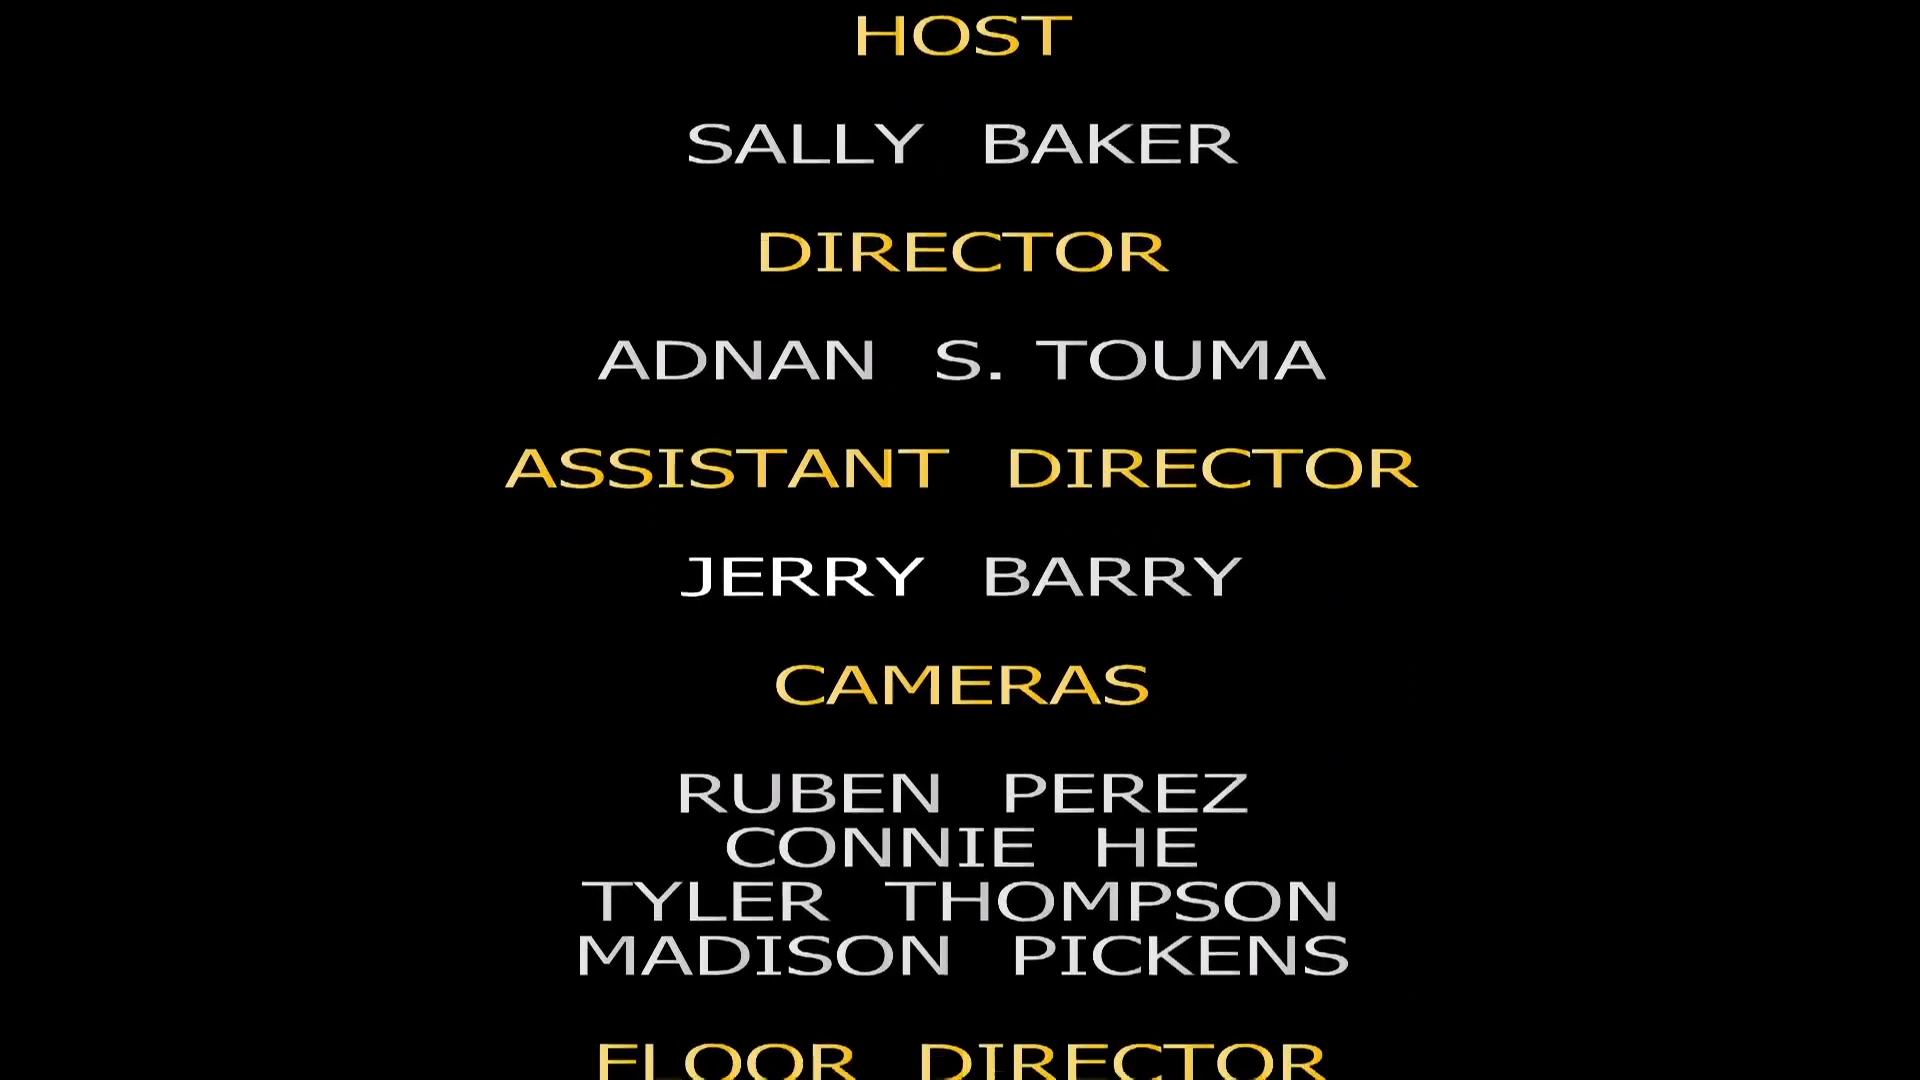 HOST
SALLY BAKER
DIRECTOR
ADNAN S. TOUMA
ASSISTANT DIRECTOR
JERRY BARRY
CAMERAS
RUBEN PEREZ
CONNIE HE
TYLER THOMPSON
MADISON PICKENS
FLOOR DIRECTOR